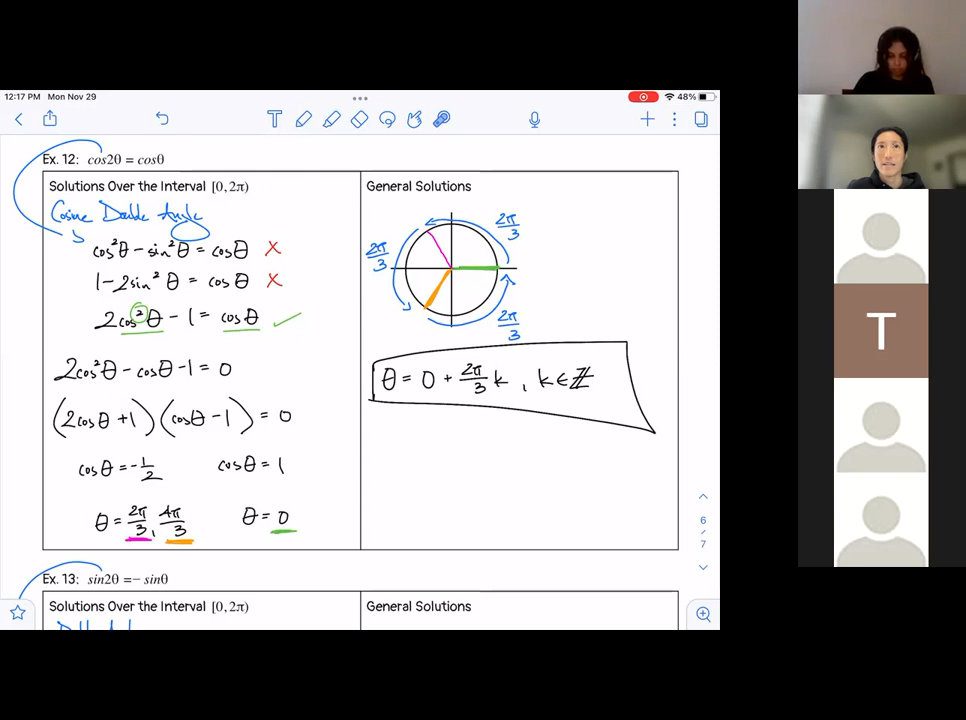 12:17 PM Mon Nov 29
48%
Ex. 12: cos2θ = cosθ
Solutions Over the Interval [0, 2π)
Cosine Double Angle
cos²θ − sin²θ = cosθ X
1 − 2sin²θ = cosθ X
2cos²θ − 1 = cosθ ✓
2cos²θ − cosθ − 1 = 0
(2cosθ + 1)(cosθ − 1) = 0
cosθ = −1/2 cosθ = 1
θ = 2π/3, 4π/3 θ = 0
General Solutions
2π/3
2π/3
2π/3
θ = 0 + 2π/3 k , k ∈ ℤ
6
/
7
Ex. 13: sin2θ = − sinθ
Solutions Over the Interval [0, 2π)
General Solutions
T